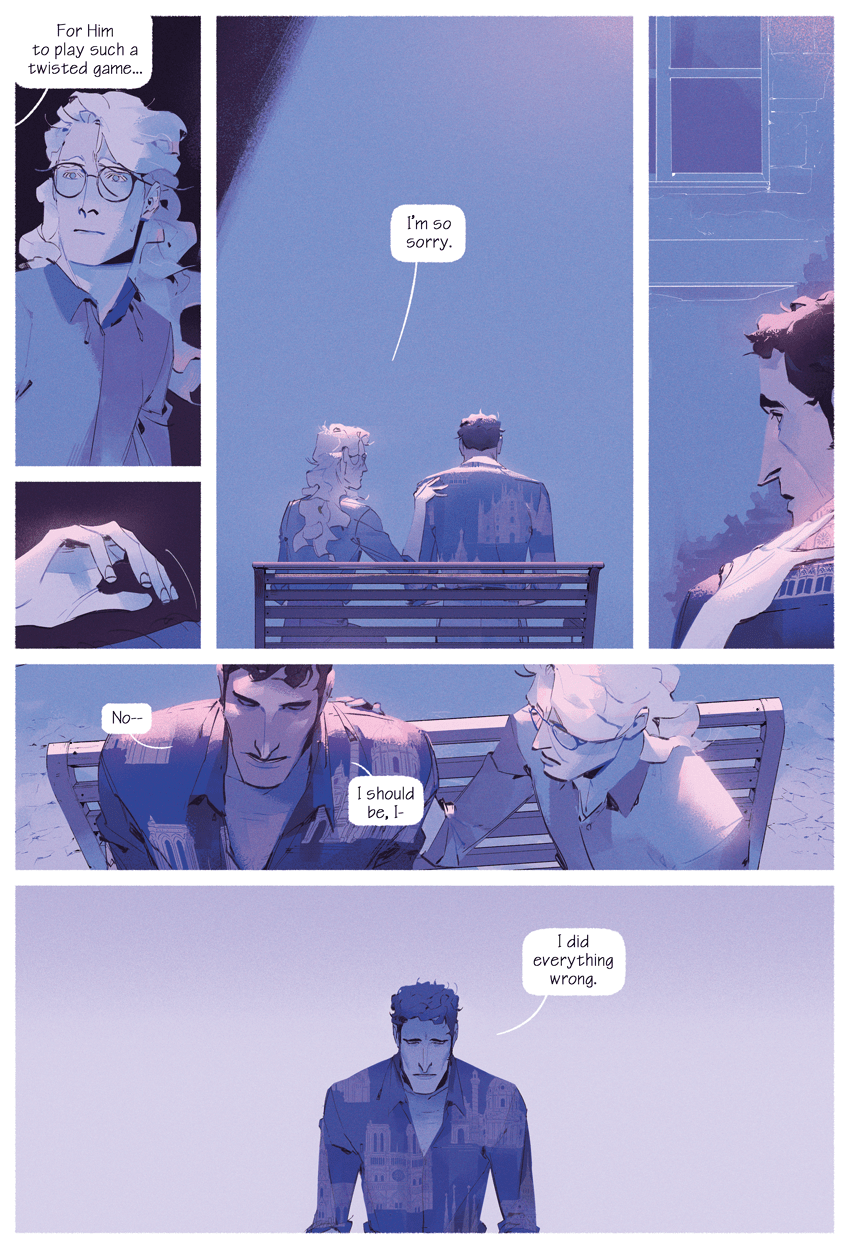 For Him
to play such a
twisted game...
I'm so
sorry.
No--
I should
be, I-
I did
everything
wrong.